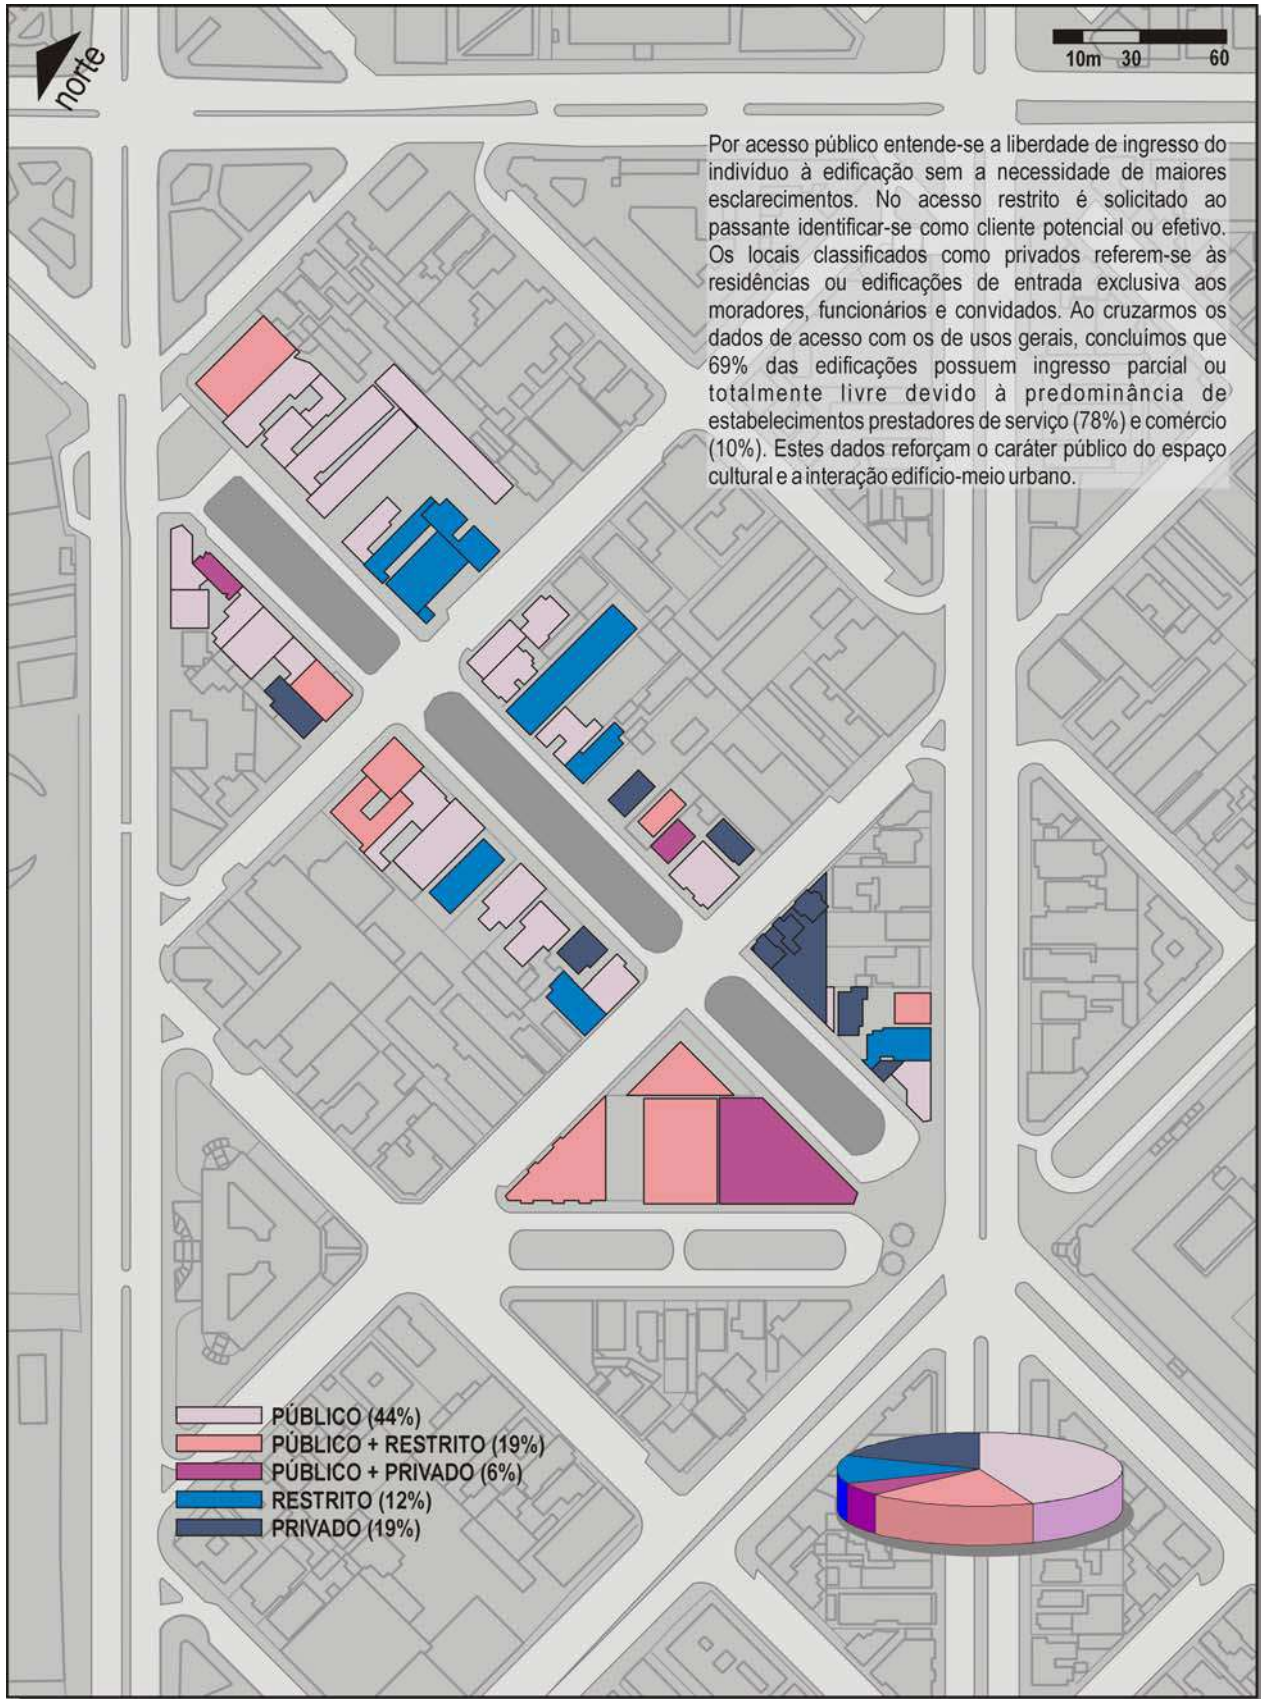 norte
10m 30 60
Por acesso público entende-se a liberdade de ingresso do
indivíduo à edificação sem a necessidade de maiores
esclarecimentos. No acesso restrito é solicitado ao
passante identificar-se como cliente potencial ou efetivo.
Os locais classificados como privados referem-se às
residências ou edificações de entrada exclusiva aos
moradores, funcionários e convidados. Ao cruzarmos os
dados de acesso com os de usos gerais, concluímos que
69% das edificações possuem ingresso parcial ou
totalmente livre devido à predominância de
estabelecimentos prestadores de serviço (78%) e comércio
(10%). Estes dados reforçam o caráter público do espaço
cultural e a interação edifício-meio urbano.
PÚBLICO (44%)
PÚBLICO + RESTRITO (19%)
PÚBLICO + PRIVADO (6%)
RESTRITO (12%)
PRIVADO (19%)